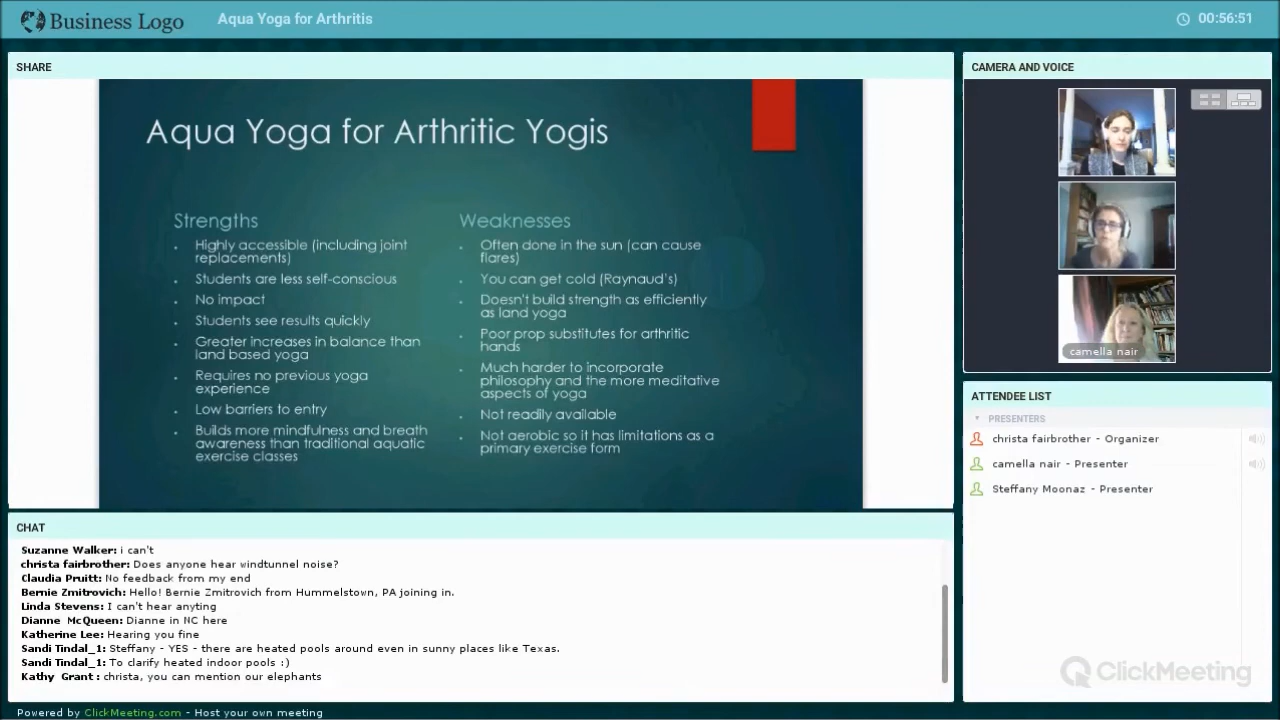 Business Logo
Aqua Yoga for Arthritis
00:56:51
SHARE
Aqua Yoga for Arthritic Yogis
Strengths
Highly accessible (including joint
replacements)
Students are less self-conscious
No impact
Students see results quickly
Greater increases in balance than
land based yoga
Requires no previous yoga
experience
Low barriers to entry
Builds more mindfulness and breath
awareness than traditional aquatic
exercise classes
Weaknesses
Often done in the sun (can cause
flares)
You can get cold (Raynaud's)
Doesn't build strength as efficiently
as land yoga
Poor prop substitutes for arthritic
hands
Much harder to incorporate
philosophy and the more meditative
aspects of yoga
Not readily available
Not aerobic so it has limitations as a
primary exercise form
CAMERA AND VOICE
camella nair
ATTENDEE LIST
PRESENTERS
christa fairbrother - Organizer
camella nair - Presenter
Steffany Moonaz - Presenter
ClickMeeting
CHAT
Suzanne Walker: i can't
christa fairbrother: Does anyone hear windtunnel noise?
Claudia Pruitt: No feedback from my end
Bernie Zmitrovich: Hello! Bernie Zmitrovich from Hummelstown, PA joining in.
Linda Stevens: I can't hear anyting
Dianne McQueen: Dianne in NC here
Katherine Lee: Hearing you fine
Sandi Tindal_1: Steffany - YES - there are heated pools around even in sunny places like Texas.
Sandi Tindal_1: To clarify heated indoor pools :)
Kathy Grant : christa, you can mention our elephants
Powered by ClickMeeting.com - Host your own meeting